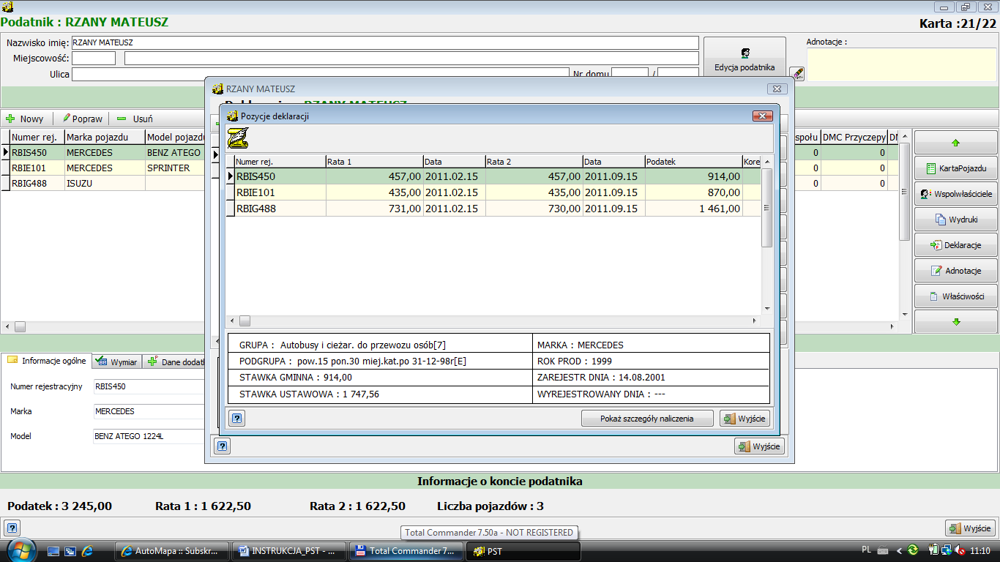 Podatnik : RZANY MATEUSZ
Karta :21/22
Nazwisko imię: RZANY MATEUSZ
Miejscowość:
Ulica
Nr domu /
Edycja podatnika
Adnotacje :
Nowy Popraw Usuń
Numer rej. Marka pojazdu Model pojazdu
RBIS450 MERCEDES BENZ ATEGO
RBIE101 MERCEDES SPRINTER
RBIG488 ISUZU
społu DMC Przyczepy
0 0
0 0
0 0
KartaPojazdu
Wspolwłaściciele
Wydruki
Deklaracje
Adnotacje
Właściwości
RZANY MATEUSZ
RZANY MATEUSZ
Pozycje deklaracji
Numer rej. Rata 1 Data Rata 2 Data Podatek Kore
RBIS450 457,00 2011.02.15 457,00 2011.09.15 914,00
RBIE101 435,00 2011.02.15 435,00 2011.09.15 870,00
RBIG488 731,00 2011.02.15 730,00 2011.09.15 1 461,00
GRUPA : Autobusy i cieżar. do przewozu osób[7] MARKA : MERCEDES
PODGRUPA : pow.15 pon.30 miej.kat.po 31-12-98r[E] ROK PROD : 1999
STAWKA GMINNA : 914,00 ZAREJESTR DNIA : 14.08.2001
STAWKA USTAWOWA : 1 747,56 WYREJESTROWANY DNIA : ---
? Pokaż szczegóły naliczenia Wyjście
? Wyjście
Informacje ogólne Wymiar Dane dodat
Numer rejestracyjny RBIS450
Marka MERCEDES
Model BENZ ATEGO 1224L
Informacje o koncie podatnika
Podatek : 3 245,00 Rata 1 : 1 622,50 Rata 2 : 1 622,50 Liczba pojazdów : 3
? Wyjście
Total Commander 7.50a - NOT REGISTERED
AutoMapa :: Subskr... INSTRUKCJA_PST - ... Total Commander 7... PST PL 11:10